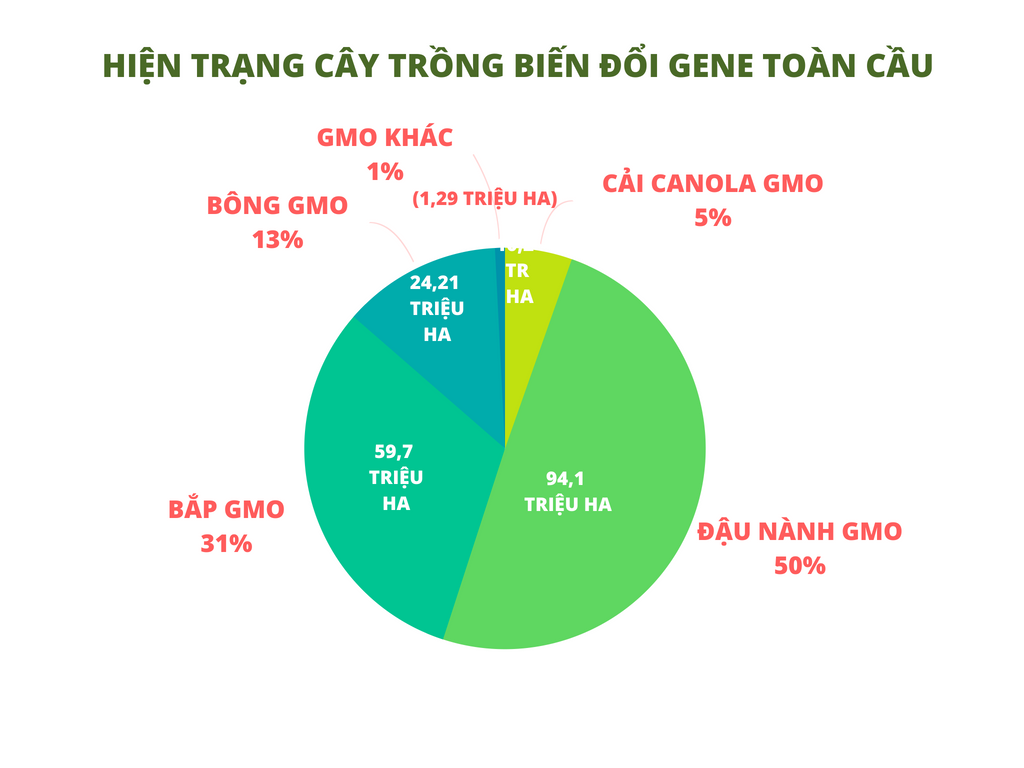 HIỆN TRẠNG CÂY TRỒNG BIẾN ĐỔI GENE TOÀN CẦU
GMO KHÁC
1%
(1,29 TRIỆU HA)
CẢI CANOLA GMO
5%
BÔNG GMO
13%
TR
HA
24,21
TRIỆU
HA
59,7
TRIỆU
HA
94,1
TRIỆU HA
BẮP GMO
31%
ĐẬU NÀNH GMO
50%